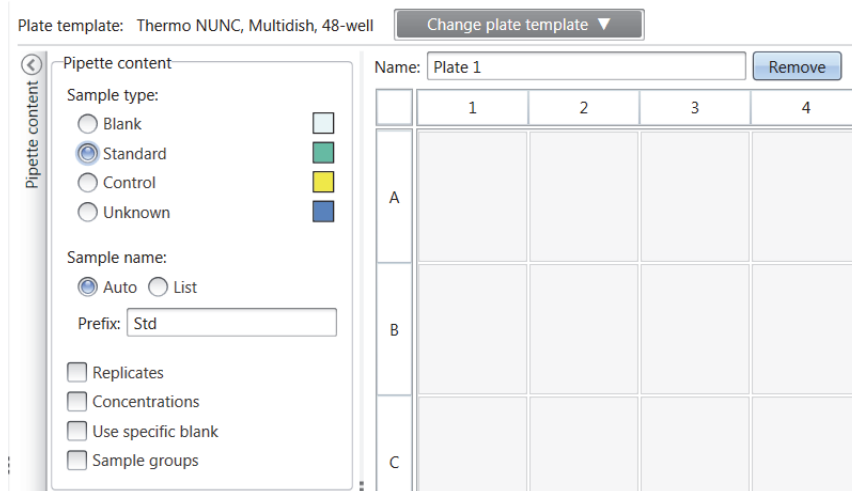 Plate template: Thermo NUNC, Multidish, 48-well
Change plate template ▼
Pipette content
Pipette content
Sample type:
Blank
Standard
Control
Unknown
Sample name:
Auto
List
Prefix: Std
Replicates
Concentrations
Use specific blank
Sample groups
Name: Plate 1
Remove
1 2 3 4
A
B
C